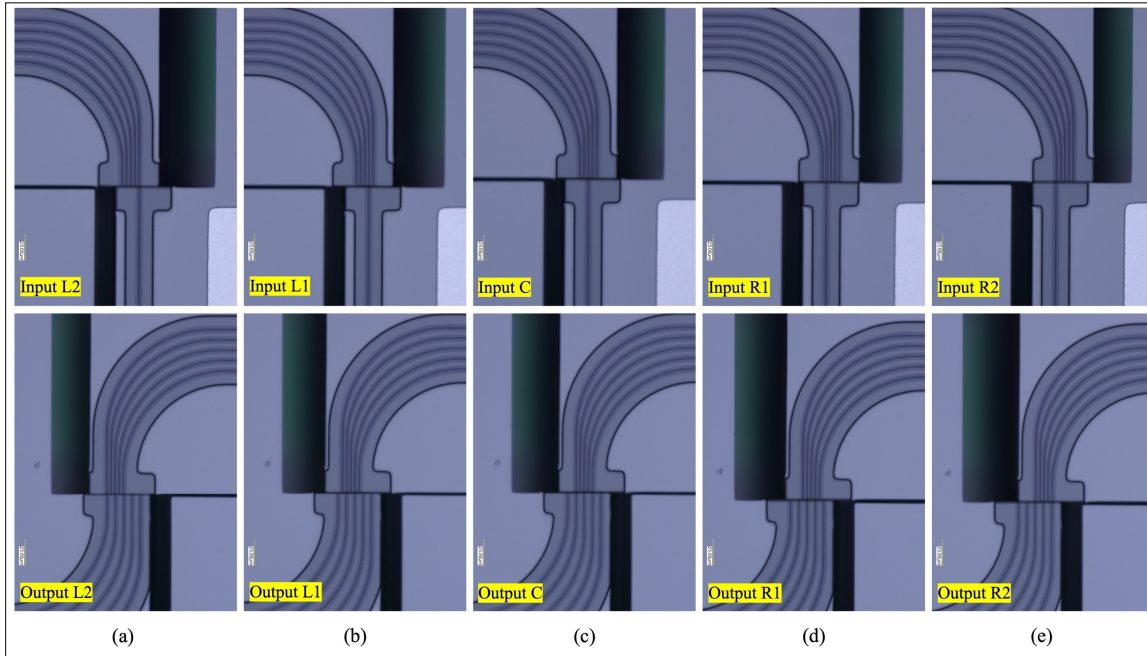 Input L2
Input L1
Input C
Input R1
Input R2
Output L2
Output L1
Output C
Output R1
Output R2
(a)
(b)
(c)
(d)
(e)